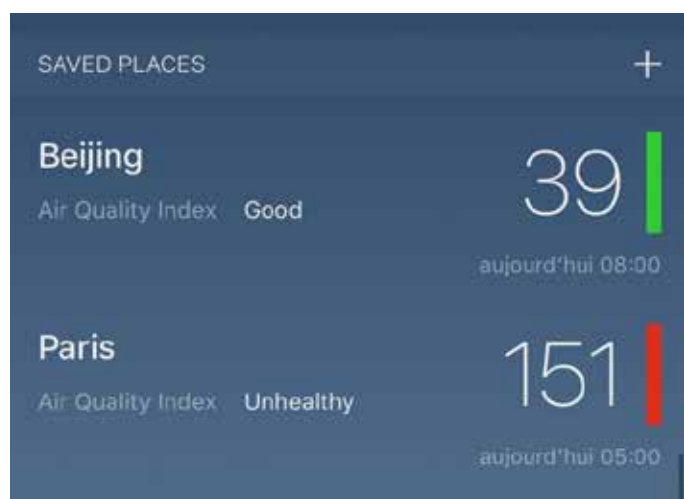 SAVED PLACES +
Beijing
39
Air Quality Index Good
aujourd'hui 08:00
Paris
151
Air Quality Index Unhealthy
aujourd'hui 05:00